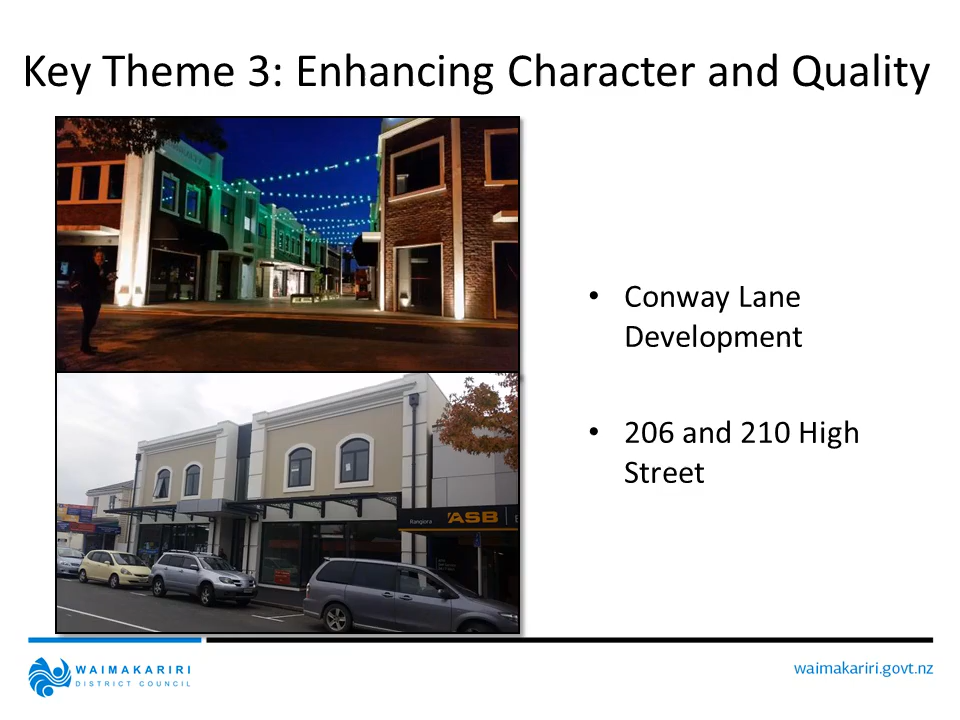 Key Theme 3: Enhancing Character and Quality
• Conway Lane
Development
• 206 and 210 High
Street
Rangiora ASB
WAIMAKARIRI
DISTRICT COUNCIL
waimakariri.govt.nz